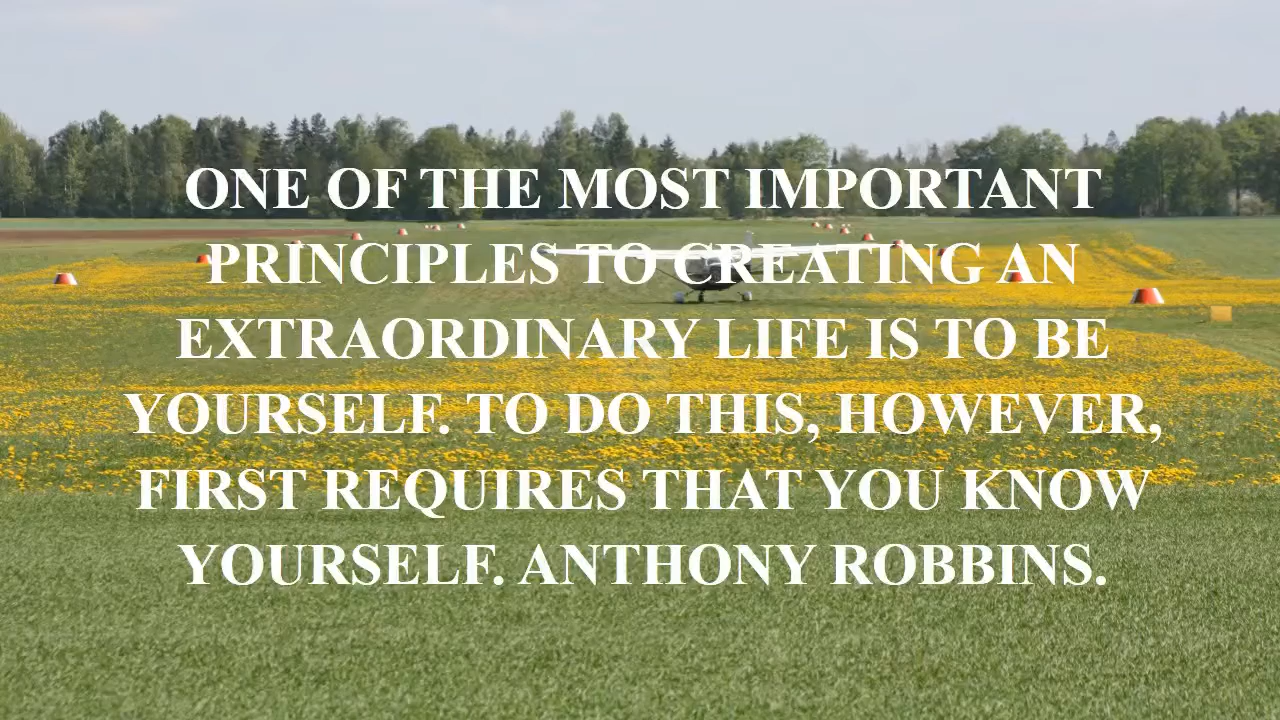 ONE OF THE MOST IMPORTANT
PRINCIPLES TO CREATING AN
EXTRAORDINARY LIFE IS TO BE
YOURSELF. TO DO THIS, HOWEVER,
FIRST REQUIRES THAT YOU KNOW
YOURSELF. ANTHONY ROBBINS.